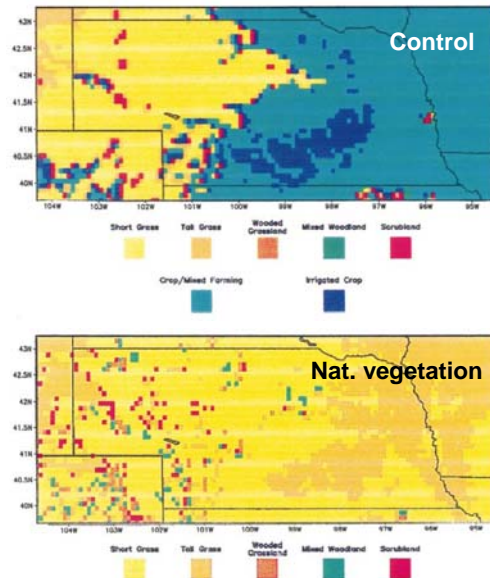 Control
43N
42.5N
42N
41.5N
41N
40.5N
40N
104W 103W 102W 101W 100W 99W 98W 97W 96W 95W
Short Grass Tall Grass Wooded Grassland Mixed Woodland Scrubland
Crop/Mixed Farming Irrigated Crop
Nat. vegetation
43N
42.5N
42N
41.5N
41N
40.5N
40N
104W 103W 102W 101W 100W 99W 98W 97W 96W 95W
Short Grass Tall Grass Wooded Grassland Mixed Woodland Scrubland